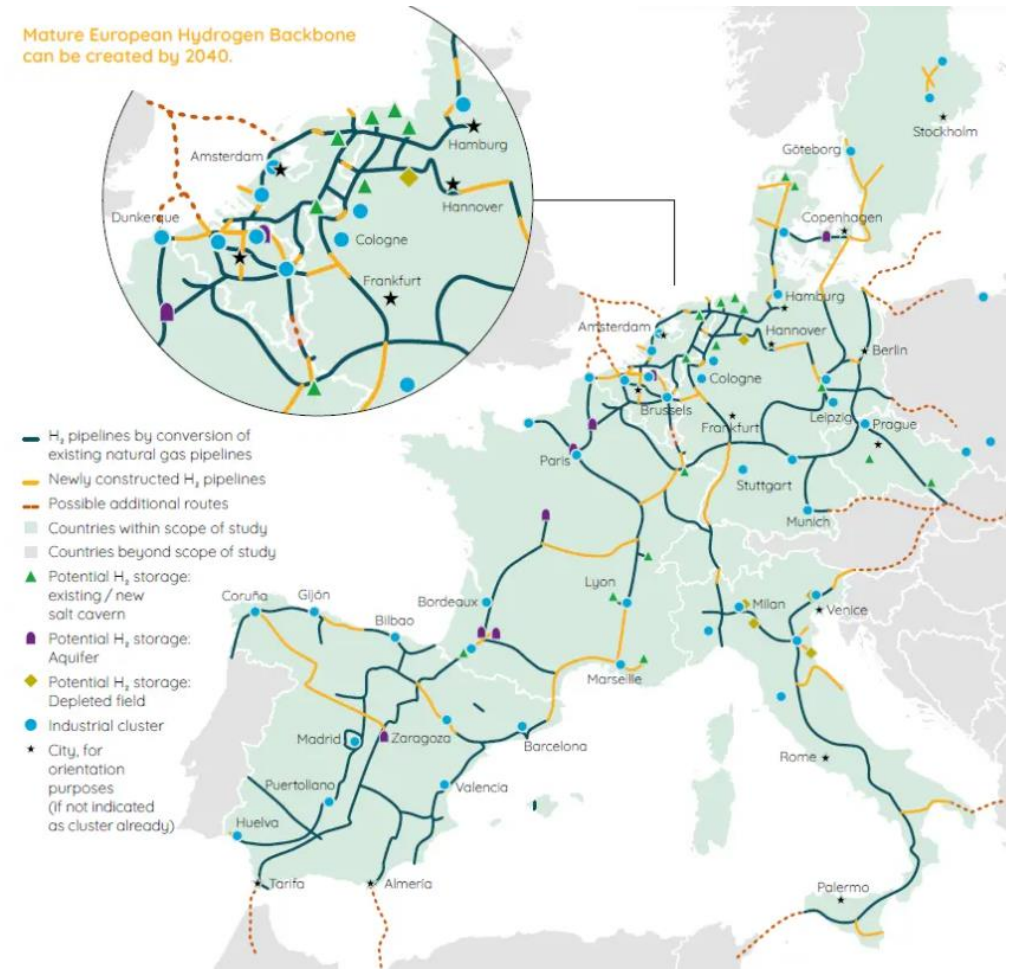 Mature European Hydrogen Backbone
can be created by 2040.
Amsterdam
Hamburg
Hannover
Dunkerque
Cologne
Frankfurt
Stockholm
Göteborg
Copenhagen
Hamburg
Amsterdam
Hannover
Berlin
Cologne
Brussels
Leipzig
Frankfurt
Prague
Paris
Stuttgart
Munich
H₂ pipelines by conversion of
existing natural gas pipelines
Newly constructed H₂ pipelines
Possible additional routes
Countries within scope of study
Countries beyond scope of study
Potential H₂ storage:
existing / new
salt cavern
Potential H₂ storage:
Aquifer
Potential H₂ storage:
Depleted field
Industrial cluster
City, for
orientation
purposes
(if not indicated
as cluster already)
Lyon
Coruña
Gijón
Bordeaux
Milan
Venice
Bilbao
Marseille
Madrid
Zaragoza
Barcelona
Rome
Puertollano
Valencia
Huelva
Tarifa
Almería
Palermo